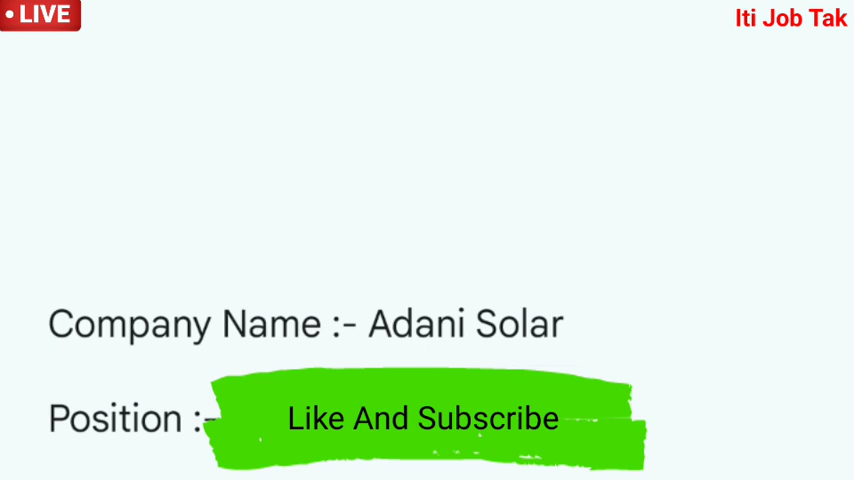 • LIVE
Iti Job Tak
Company Name :- Adani Solar
Position :-
Like And Subscribe